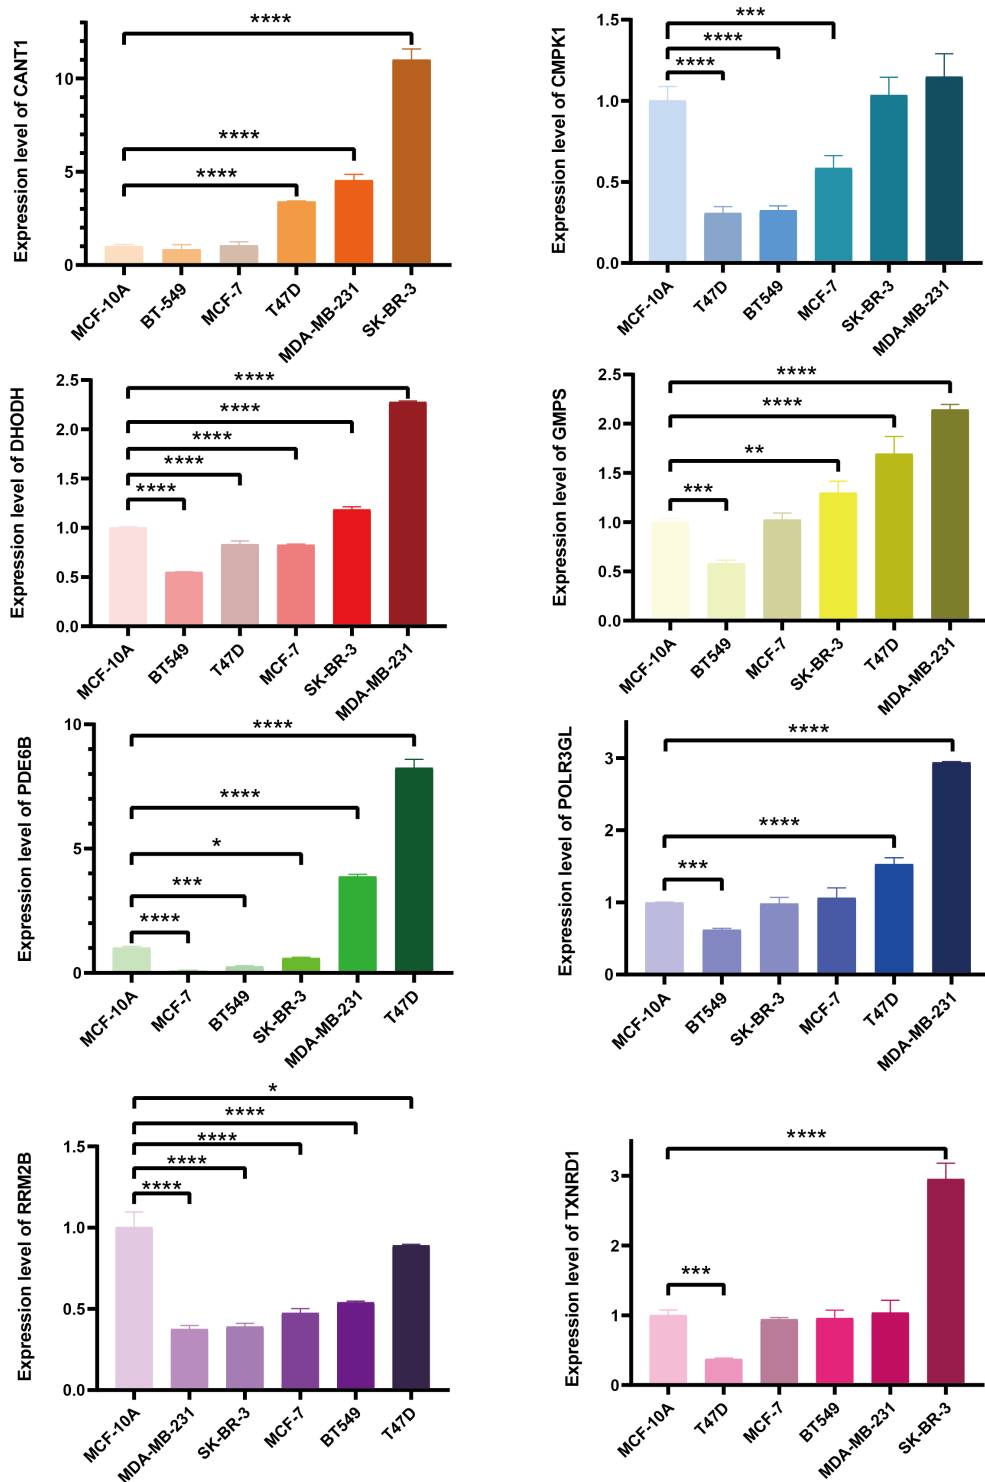 Expression level of CANT1
10
5
0
****
****
****
MCF-10A
BT-549
MCF-7
T47D
MDA-MB-231
SK-BR-3
Expression level of CMPK1
1.5
1.0
0.5
0.0
***
****
****
MCF-10A
T47D
BT549
MCF-7
SK-BR-3
MDA-MB-231
Expression level of DHODH
2.5
2.0
1.5
1.0
0.5
0.0
****
****
****
****
****
MCF-10A
BT549
T47D
MCF-7
SK-BR-3
MDA-MB-231
Expression level of GMPS
2.5
2.0
1.5
1.0
0.5
0.0
****
****
**
***
MCF-10A
BT549
MCF-7
SK-BR-3
T47D
MDA-MB-231
Expression level of PDE6B
10
5
0
****
****
*
***
****
MCF-10A
MCF-7
BT549
SK-BR-3
MDA-MB-231
T47D
Expression level of POLR3GL
3
2
1
0
****
****
***
MCF-10A
BT549
SK-BR-3
MCF-7
T47D
MDA-MB-231
Expression level of RRM2B
1.5
1.0
0.5
0.0
*
****
****
****
****
MCF-10A
MDA-MB-231
SK-BR-3
MCF-7
BT549
T47D
Expression level of TXNRD1
3
2
1
0
****
***
MCF-10A
T47D
MCF-7
BT549
MDA-MB-231
SK-BR-3